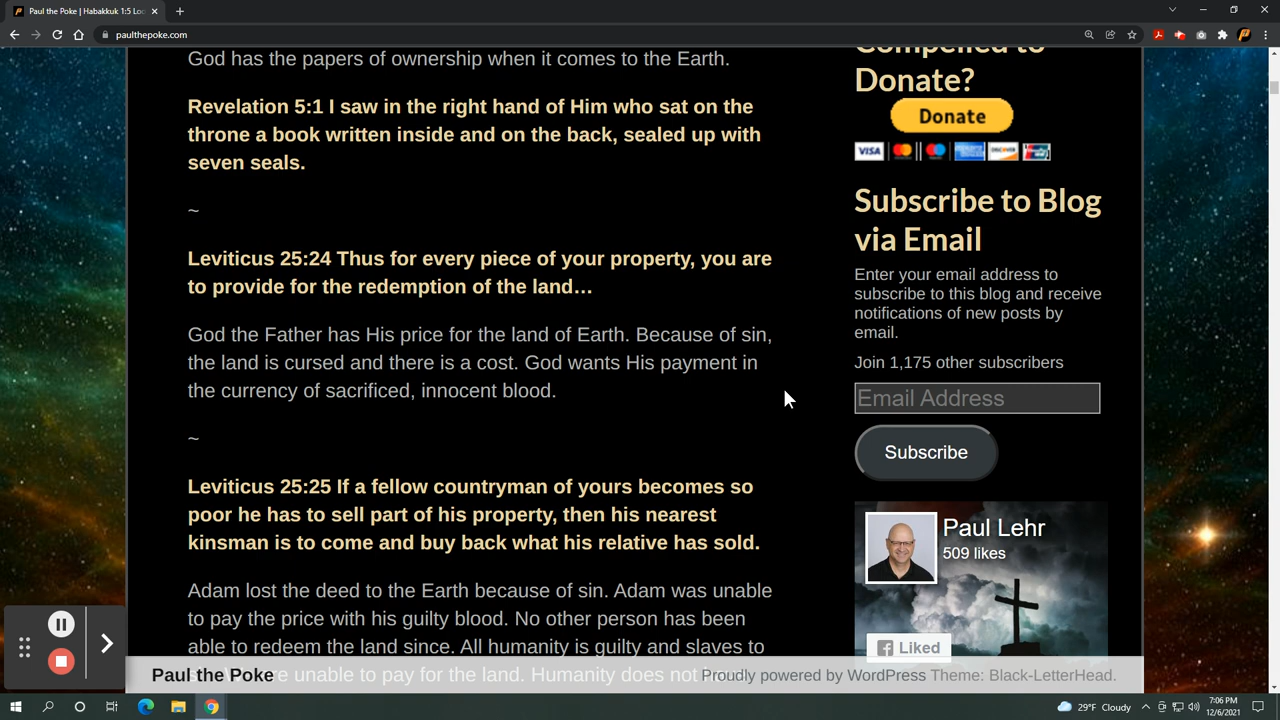 Paul the Poke | Habakkuk 1:5 Loo
paulthepoke.com
God has the papers of ownership when it comes to the Earth.
Revelation 5:1 I saw in the right hand of Him who sat on the
throne a book written inside and on the back, sealed up with
seven seals.
~
Leviticus 25:24 Thus for every piece of your property, you are
to provide for the redemption of the land…
God the Father has His price for the land of Earth. Because of sin,
the land is cursed and there is a cost. God wants His payment in
the currency of sacrificed, innocent blood.
~
Leviticus 25:25 If a fellow countryman of yours becomes so
poor he has to sell part of his property, then his nearest
kinsman is to come and buy back what his relative has sold.
Adam lost the deed to the Earth because of sin. Adam was unable
to pay the price with his guilty blood. No other person has been
able to redeem the land since. All humanity is guilty and slaves to
unable to pay for the land. Humanity does not
Compelled to
Donate?
Donate
VISA
Subscribe to Blog
via Email
Enter your email address to
subscribe to this blog and receive
notifications of new posts by
email.
Join 1,175 other subscribers
Email Address
Subscribe
Paul Lehr
509 likes
Liked
Paul the Poke
Proudly powered by WordPress Theme: Black-LetterHead.
29°F Cloudy
7:06 PM
12/6/2021